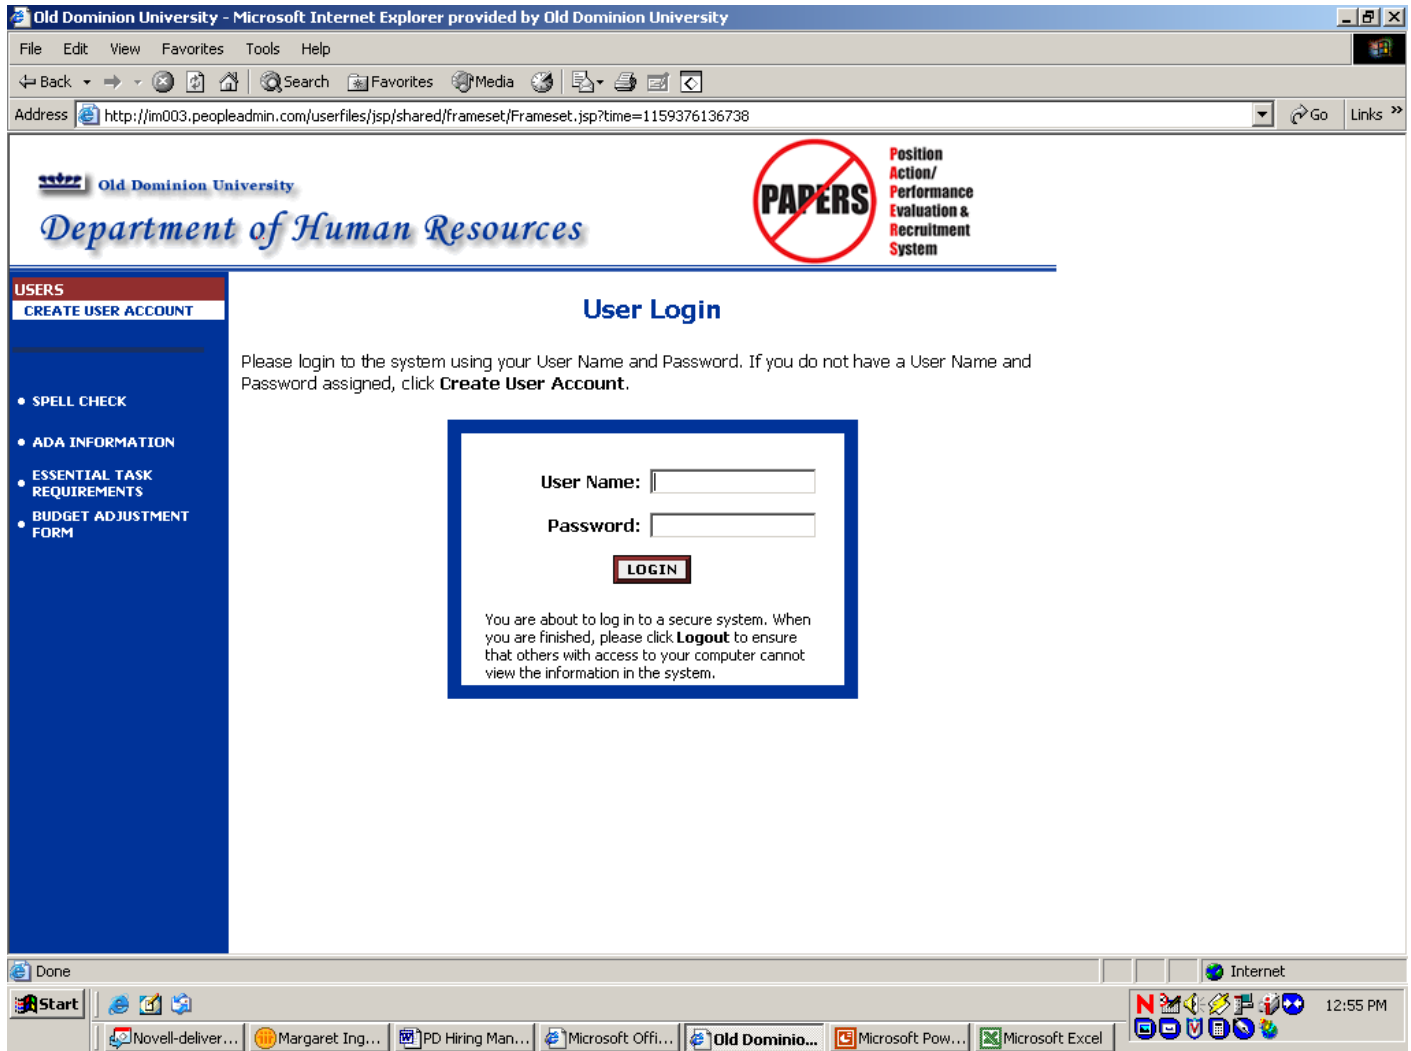 Old Dominion University - Microsoft Internet Explorer provided by Old Dominion University
File Edit View Favorites Tools Help
Back Search Favorites Media
Address http://im003.peopleadmin.com/userfiles/jsp/shared/frameset/Frameset.jsp?time=1159376136738 Go Links »
Old Dominion University
Department of Human Resources
PAPERS
Position
Action/
Performance
Evaluation &
Recruitment
System
USERS
CREATE USER ACCOUNT
SPELL CHECK
ADA INFORMATION
ESSENTIAL TASK
REQUIREMENTS
BUDGET ADJUSTMENT
FORM
User Login
Please login to the system using your User Name and Password. If you do not have a User Name and
Password assigned, click Create User Account.
User Name:
Password:
LOGIN
You are about to log in to a secure system. When
you are finished, please click Logout to ensure
that others with access to your computer cannot
view the information in the system.
Done Internet
Start 12:55 PM
Novell-deliver... Margaret Ing... PD Hiring Man... Microsoft Offi... Old Dominio... Microsoft Pow... Microsoft Excel